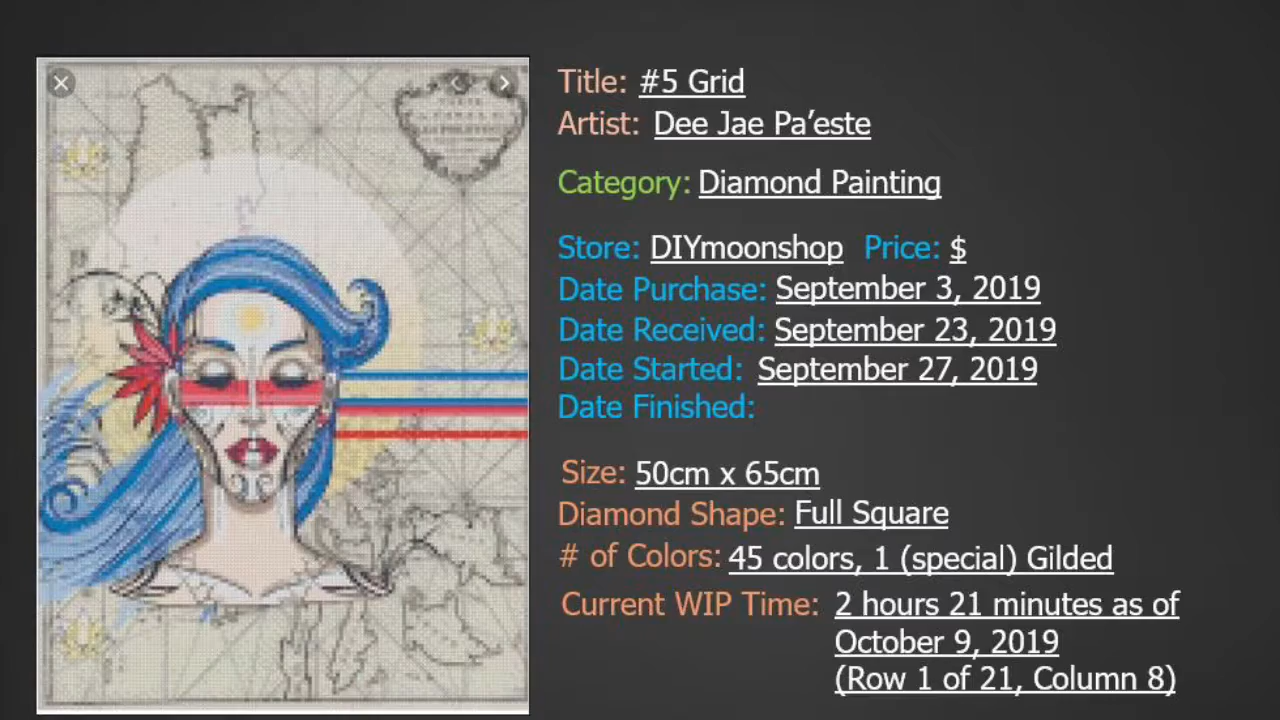 Title: #5 Grid
Artist: Dee Jae Pa’este
Category: Diamond Painting
Store: DIYmoonshop Price: $
Date Purchase: September 3, 2019
Date Received: September 23, 2019
Date Started: September 27, 2019
Date Finished:
Size: 50cm x 65cm
Diamond Shape: Full Square
# of Colors: 45 colors, 1 (special) Gilded
Current WIP Time: 2 hours 21 minutes as of
October 9, 2019
(Row 1 of 21, Column 8)